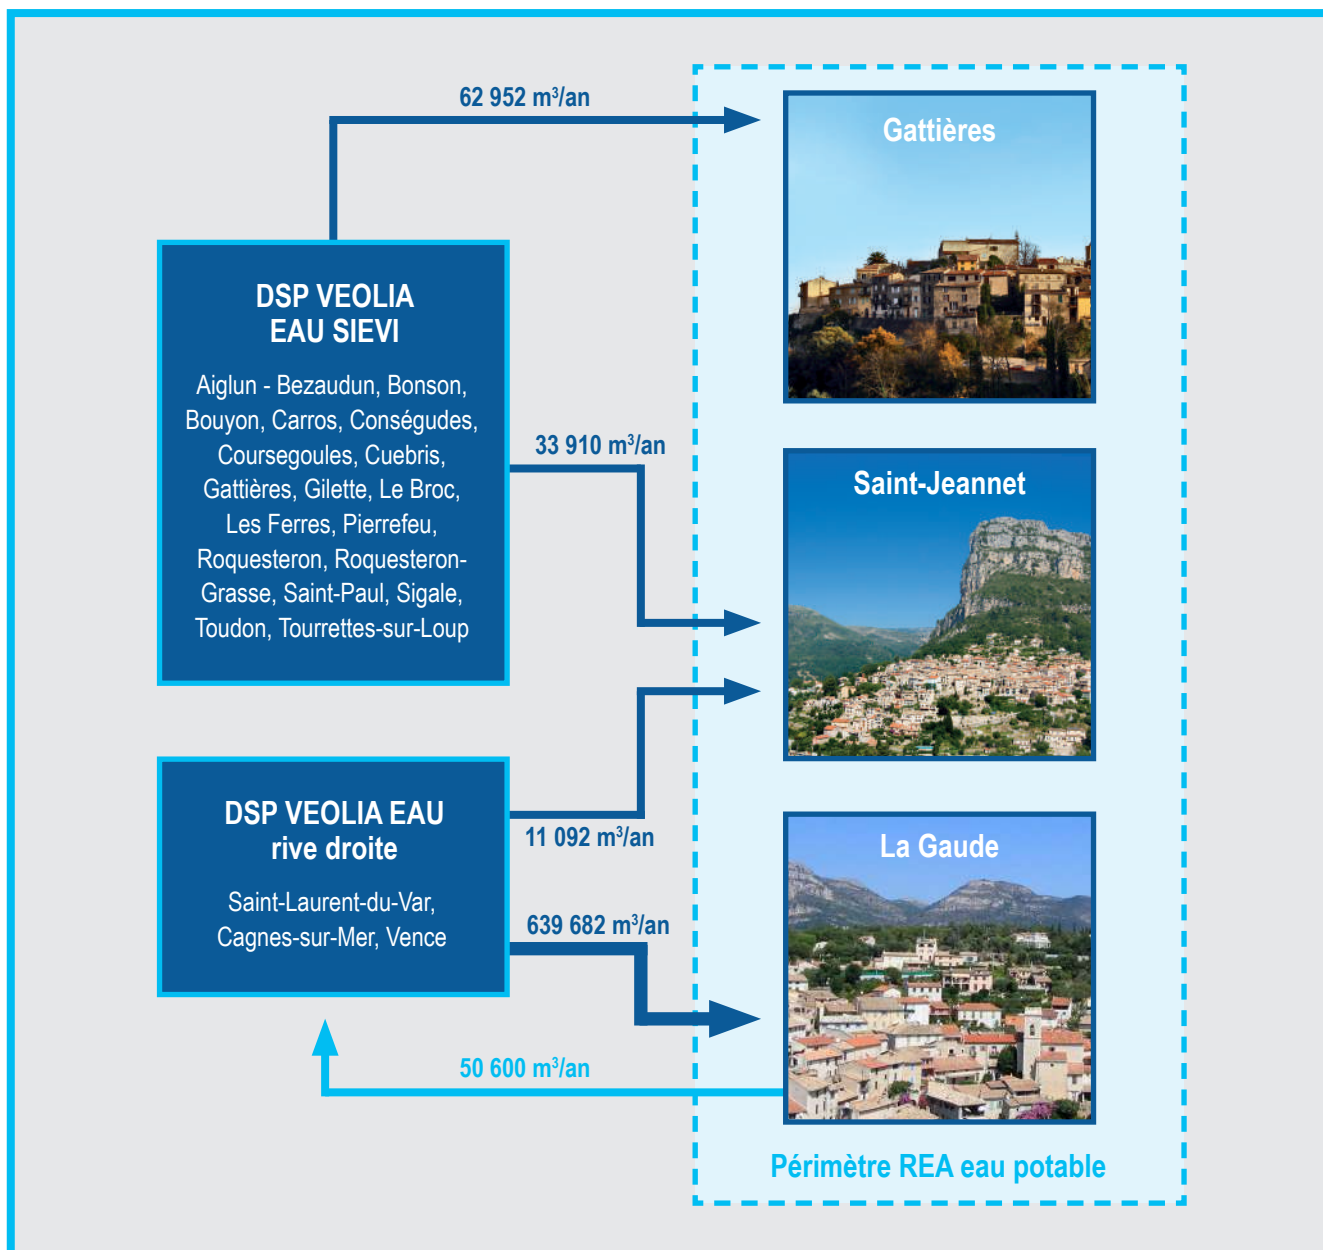 62 952 m³/an
Gattières
DSP VEOLIA
EAU SIEVI
Aiglun - Bezaudun, Bonson,
Bouyon, Carros, Conségudes,
Coursegoules, Cuebris,
Gattières, Gilette, Le Broc,
Les Ferres, Pierrefeu,
Roquesteron, Roquesteron-
Grasse, Saint-Paul, Sigale,
Toudon, Tourrettes-sur-Loup
33 910 m³/an
Saint-Jeannet
DSP VEOLIA EAU
rive droite
Saint-Laurent-du-Var,
Cagnes-sur-Mer, Vence
11 092 m³/an
639 682 m³/an
La Gaude
50 600 m³/an
Périmètre REA eau potable